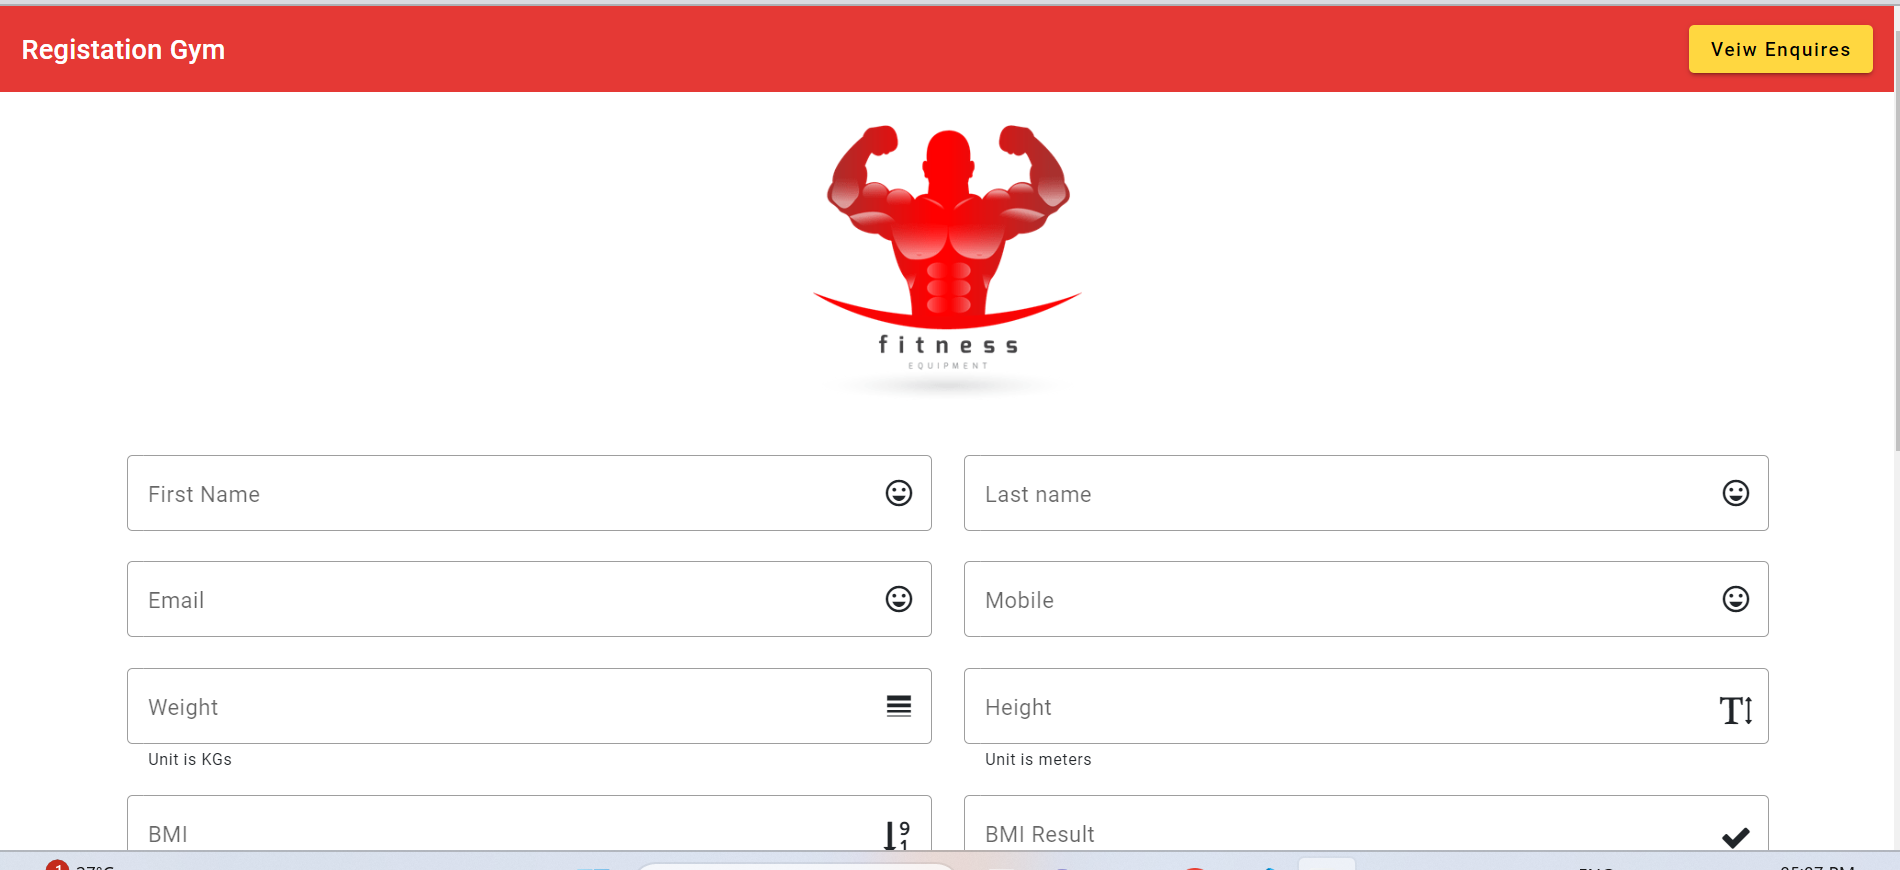 Registation Gym
Veiw Enquires
fitness
EQUIPMENT
First Name
Last name
Email
Mobile
Weight
Height
Unit is KGs
Unit is meters
BMI
BMI Result